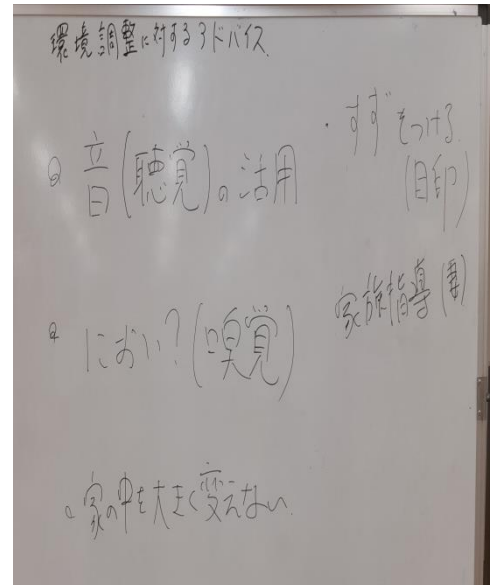 環境調整に対するアドバイス.
◎ 音(聴覚)の活用
◎ におい?(嗅覚)
○ 家の中を大きく変えない.
・すずをつける.
(目印)
家族指導(妻)